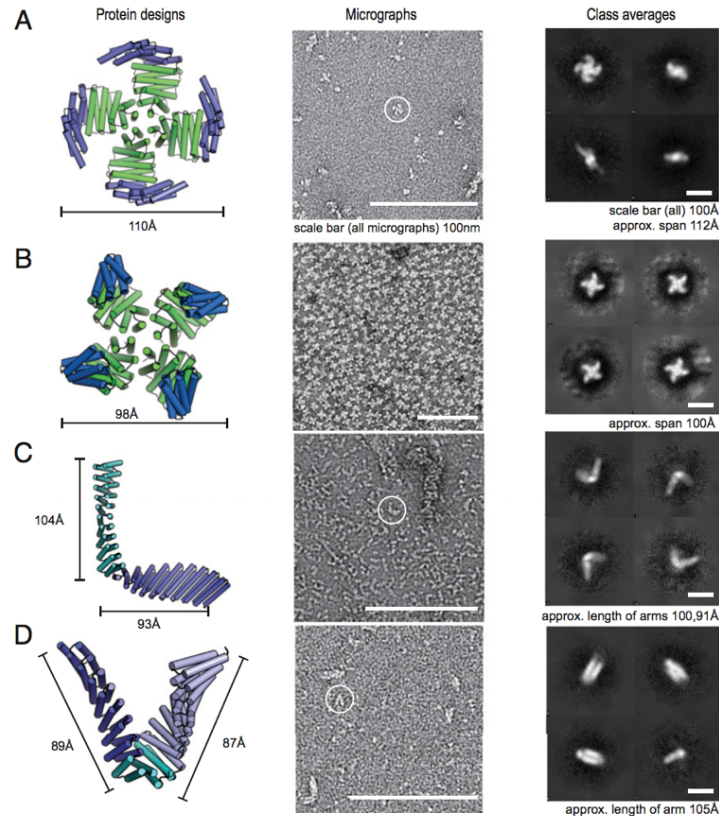 Protein designs
Micrographs
Class averages
A
110Å
scale bar (all micrographs) 100nm
scale bar (all) 100Å
approx. span 112Å
B
98Å
approx. span 100Å
C
104Å
93Å
approx. length of arms 100,91Å
D
89Å
87Å
approx. length of arm 105Å